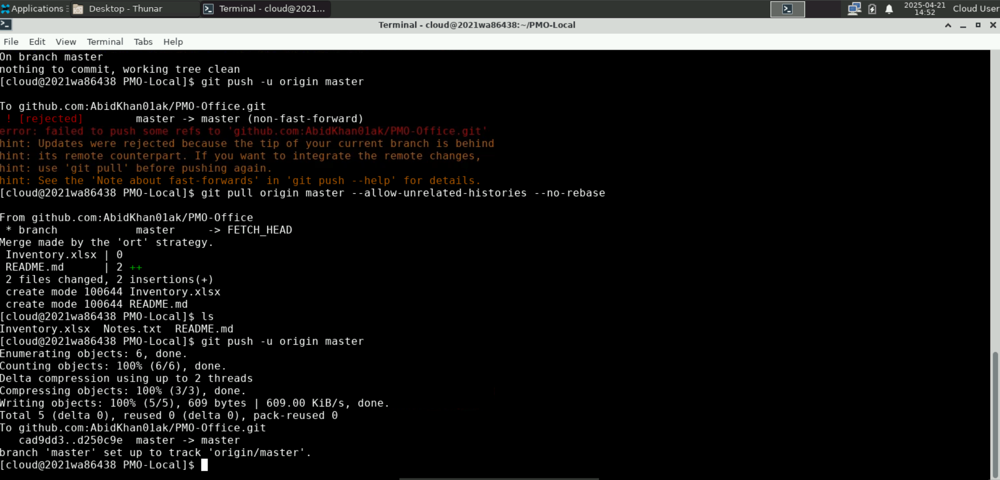 Applications Desktop - Thunar Terminal - cloud@2021... 2025-04-21 Cloud User
14:52
Terminal - cloud@2021wa86438:~/PMO-Local
File Edit View Terminal Tabs Help
On branch master
nothing to commit, working tree clean
[cloud@2021wa86438 PMO-Local]$ git push -u origin master
To github.com:AbidKhan01ak/PMO-Office.git
! [rejected] master -> master (non-fast-forward)
error: failed to push some refs to 'github.com:AbidKhan01ak/PMO-Office.git'
hint: Updates were rejected because the tip of your current branch is behind
hint: its remote counterpart. If you want to integrate the remote changes,
hint: use 'git pull' before pushing again.
hint: See the 'Note about fast-forwards' in 'git push --help' for details.
[cloud@2021wa86438 PMO-Local]$ git pull origin master --allow-unrelated-histories --no-rebase
From github.com:AbidKhan01ak/PMO-Office
* branch master -> FETCH_HEAD
Merge made by the 'ort' strategy.
Inventory.xlsx | 0
README.md | 2 ++
2 files changed, 2 insertions(+)
create mode 100644 Inventory.xlsx
create mode 100644 README.md
[cloud@2021wa86438 PMO-Local]$ ls
Inventory.xlsx Notes.txt README.md
[cloud@2021wa86438 PMO-Local]$ git push -u origin master
Enumerating objects: 6, done.
Counting objects: 100% (6/6), done.
Delta compression using up to 2 threads
Compressing objects: 100% (3/3), done.
Writing objects: 100% (5/5), 609 bytes | 609.00 KiB/s, done.
Total 5 (delta 0), reused 0 (delta 0), pack-reused 0
To github.com:AbidKhan01ak/PMO-Office.git
cad9dd3..d250c9e master -> master
branch 'master' set up to track 'origin/master'.
[cloud@2021wa86438 PMO-Local]$